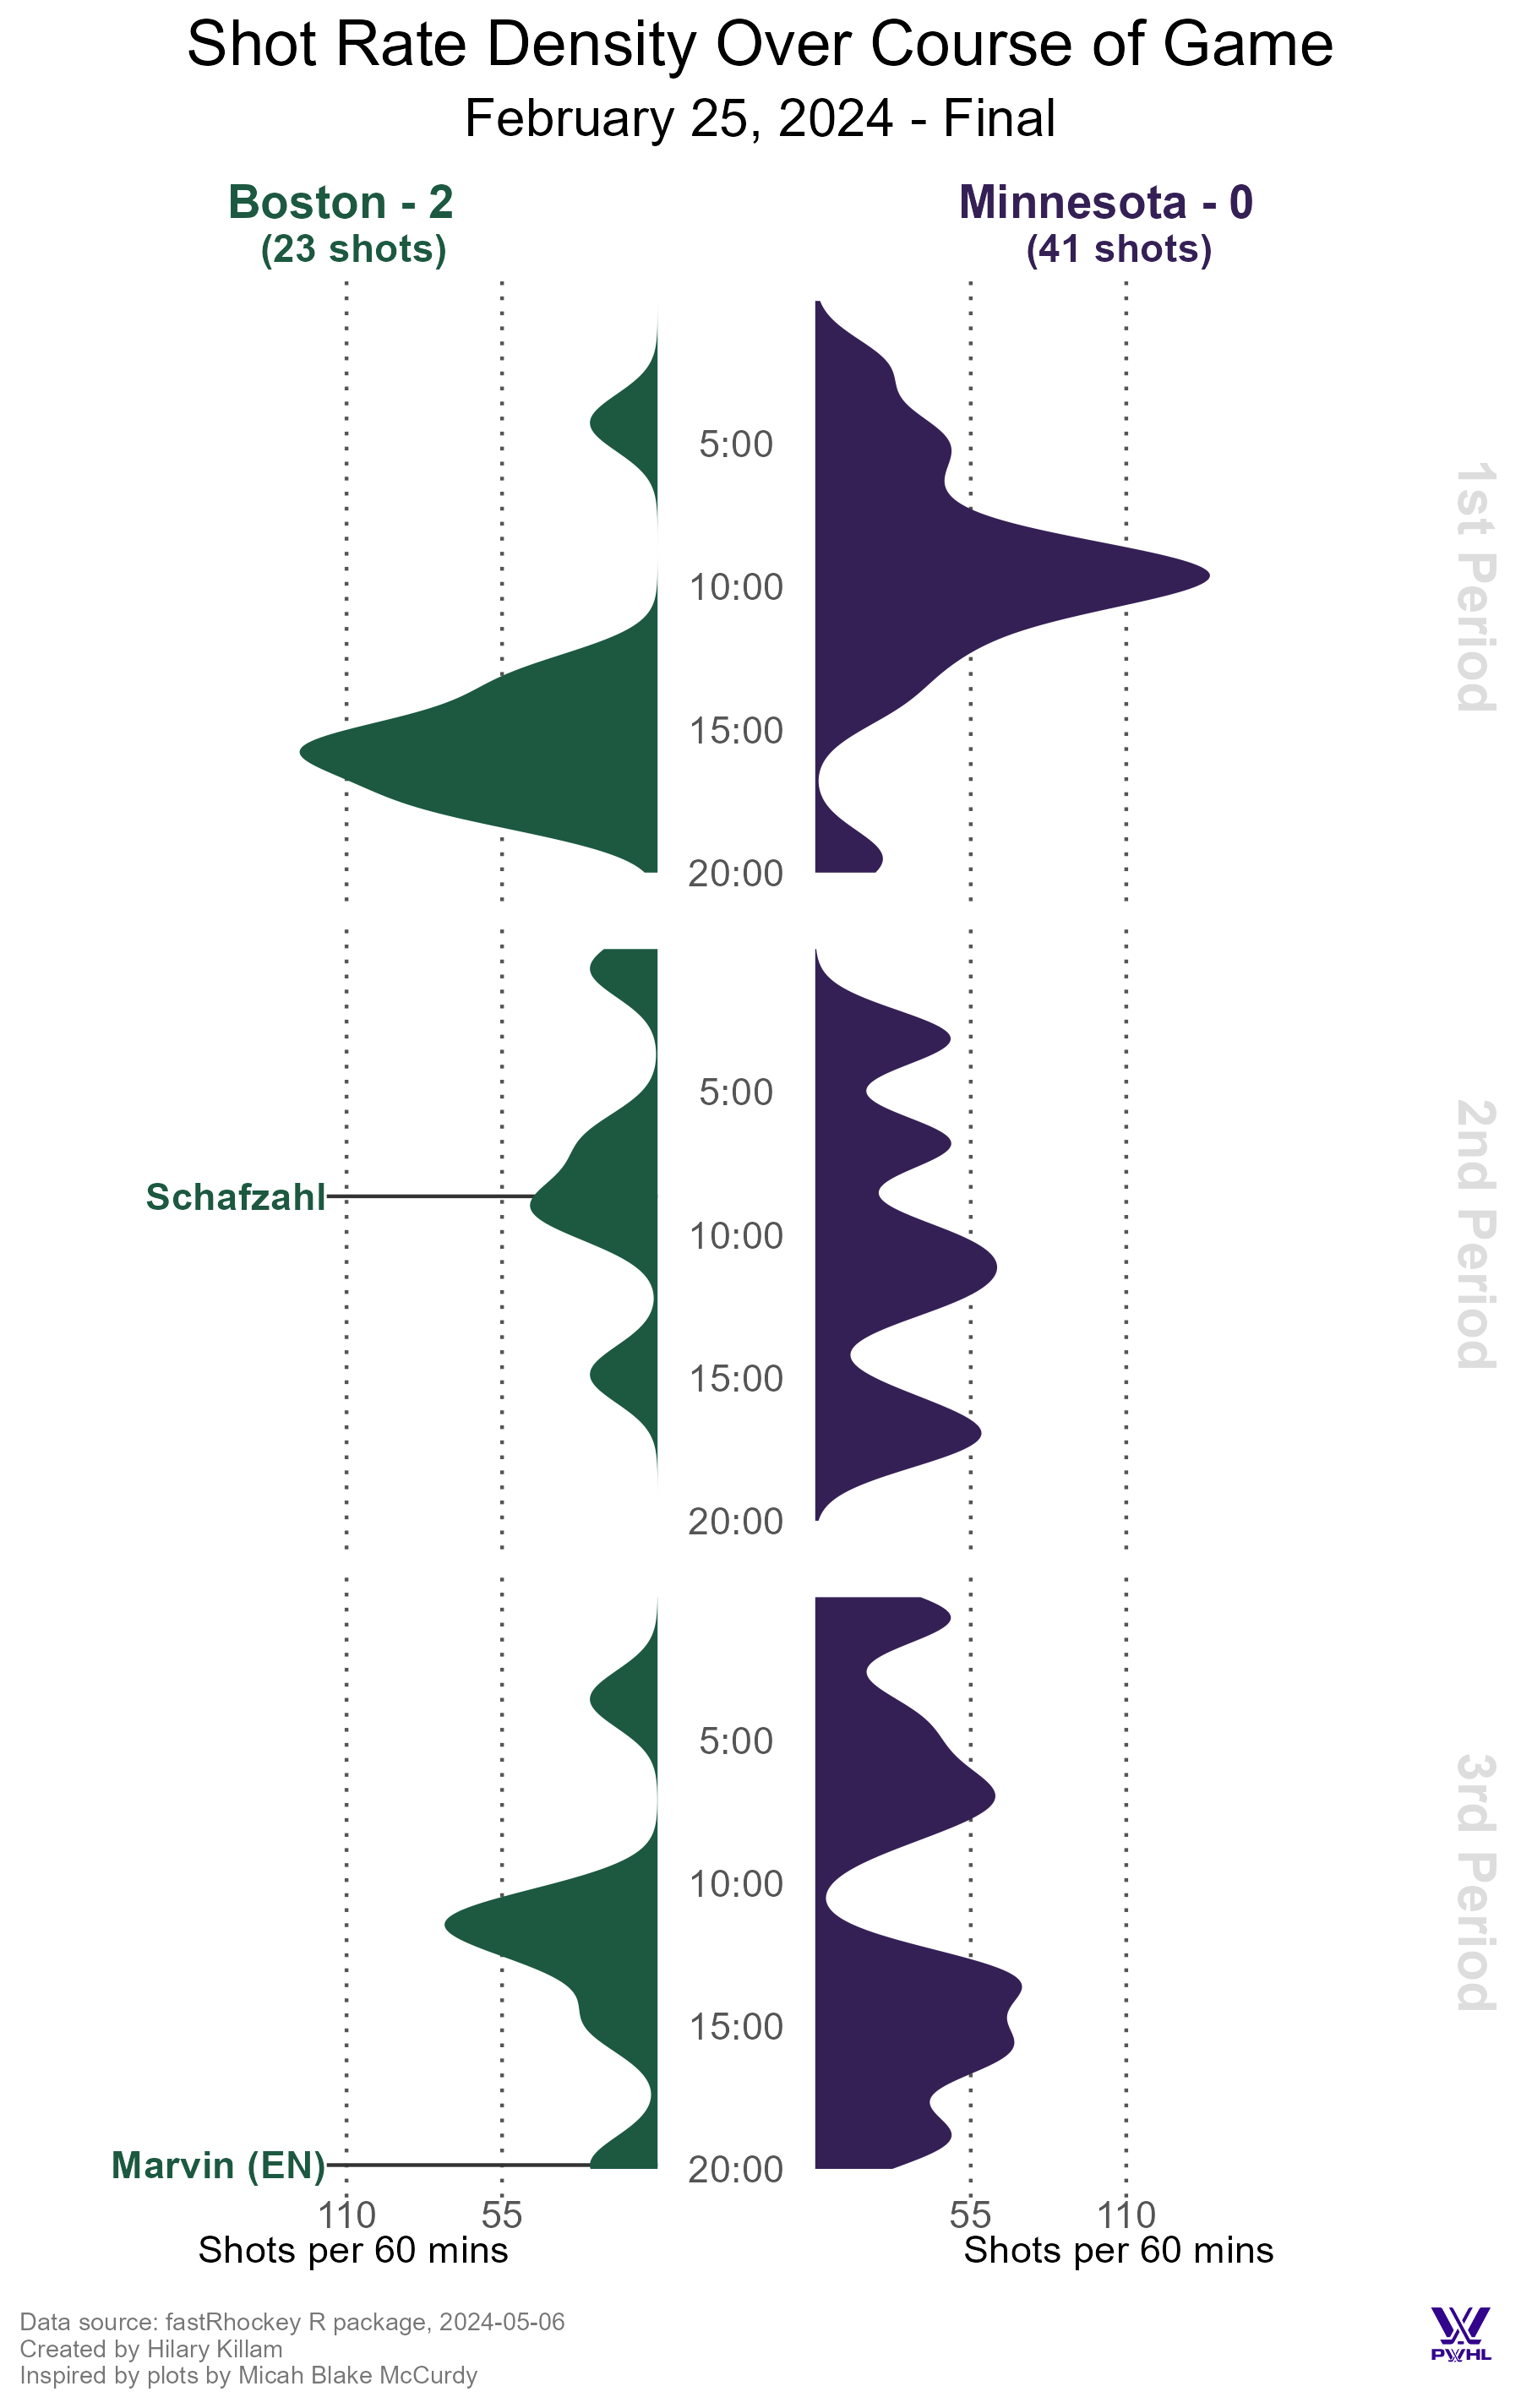 Shot Rate Density Over Course of Game
February 25, 2024 - Final
Boston - 2
(23 shots)
Minnesota - 0
(41 shots)
5:00
10:00
15:00
20:00
1st Period
5:00
Schafzahl
10:00
15:00
20:00
2nd Period
5:00
10:00
15:00
Marvin (EN)
20:00
3rd Period
110 55 55 110
Shots per 60 mins Shots per 60 mins
Data source: fastRhockey R package, 2024-05-06
Created by Hilary Killam
Inspired by plots by Micah Blake McCurdy
PWHL